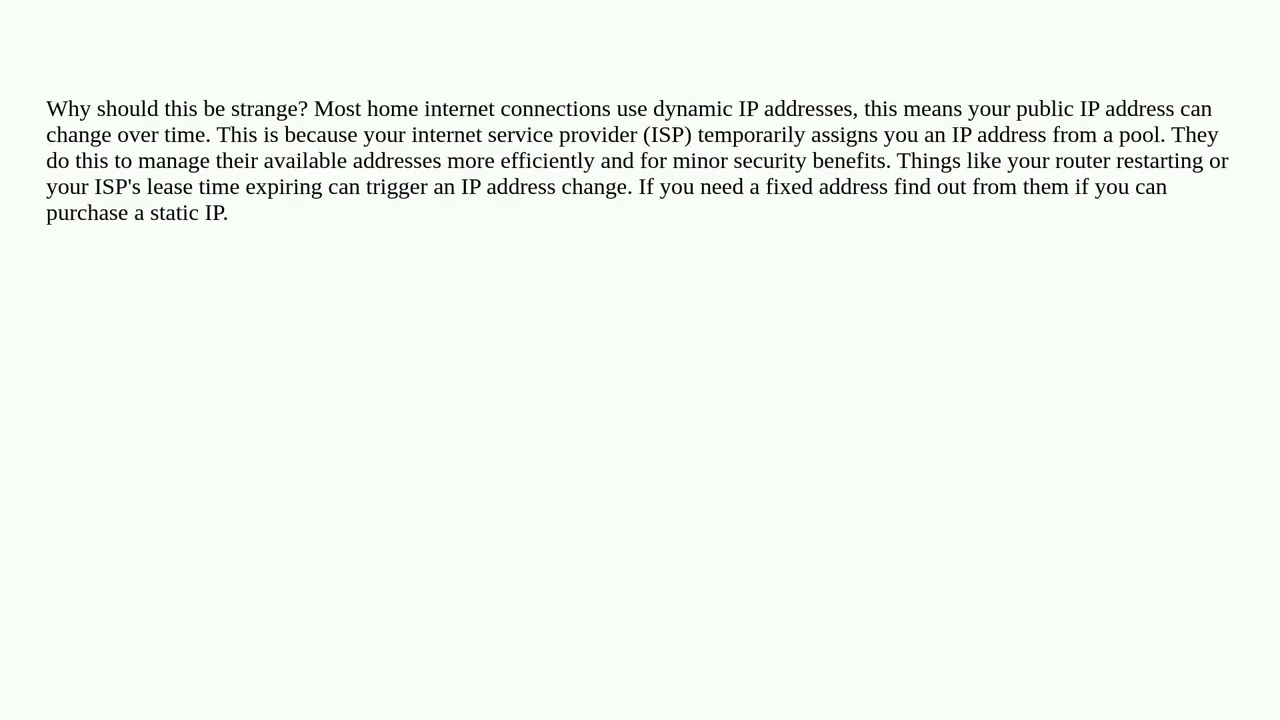 Why should this be strange? Most home internet connections use dynamic IP addresses, this means your public IP address can
change over time. This is because your internet service provider (ISP) temporarily assigns you an IP address from a pool. They
do this to manage their available addresses more efficiently and for minor security benefits. Things like your router restarting or
your ISP's lease time expiring can trigger an IP address change. If you need a fixed address find out from them if you can
purchase a static IP.